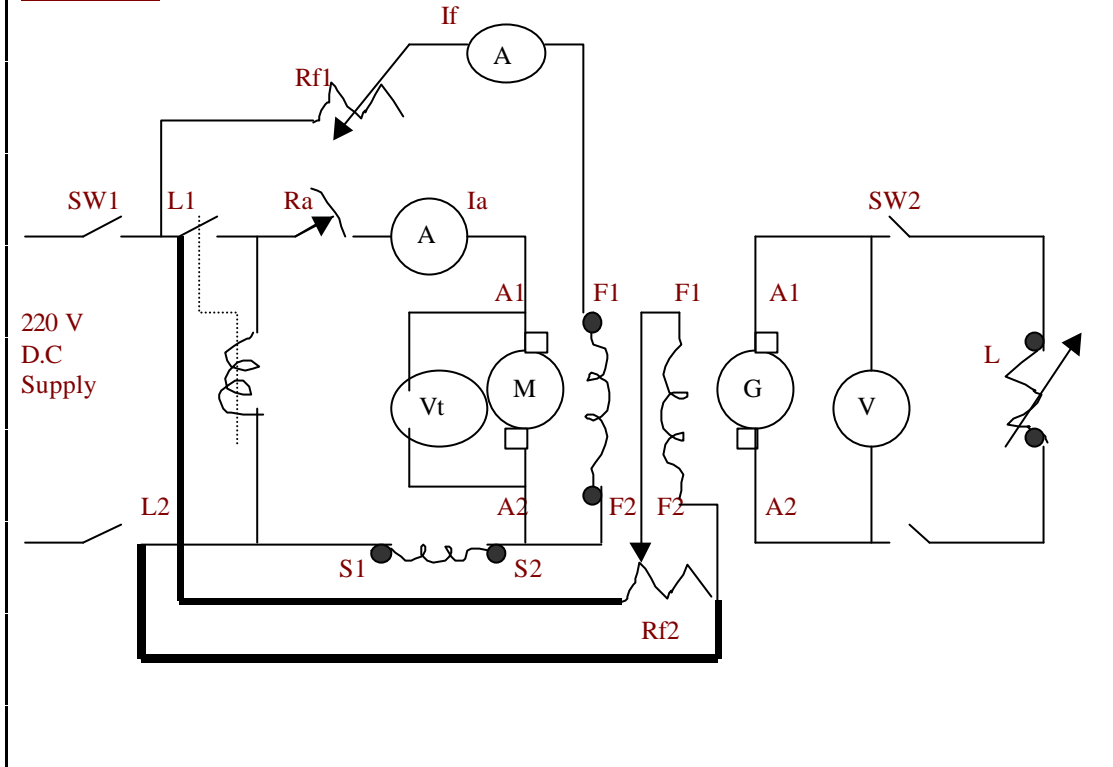 If
A
Rf1
SW1
L1
Ra
Ia
SW2
A
A1
F1
F1
A1
220 V
D.C
Supply
L
Vt
M
G
V
L2
A2
F2
F2
A2
S1
S2
Rf2